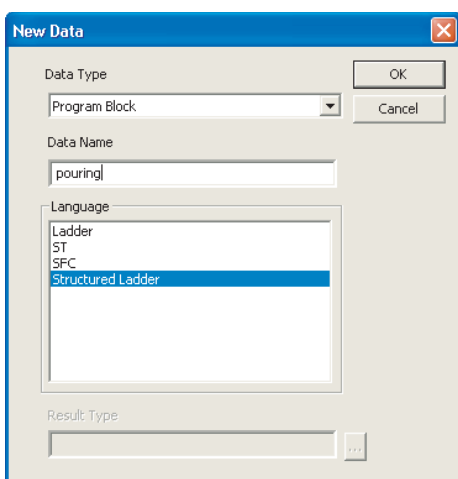 New Data
Data Type
OK
Program Block
Cancel
Data Name
pouring
Language
Ladder
ST
SFC
Structured Ladder
Result Type
...